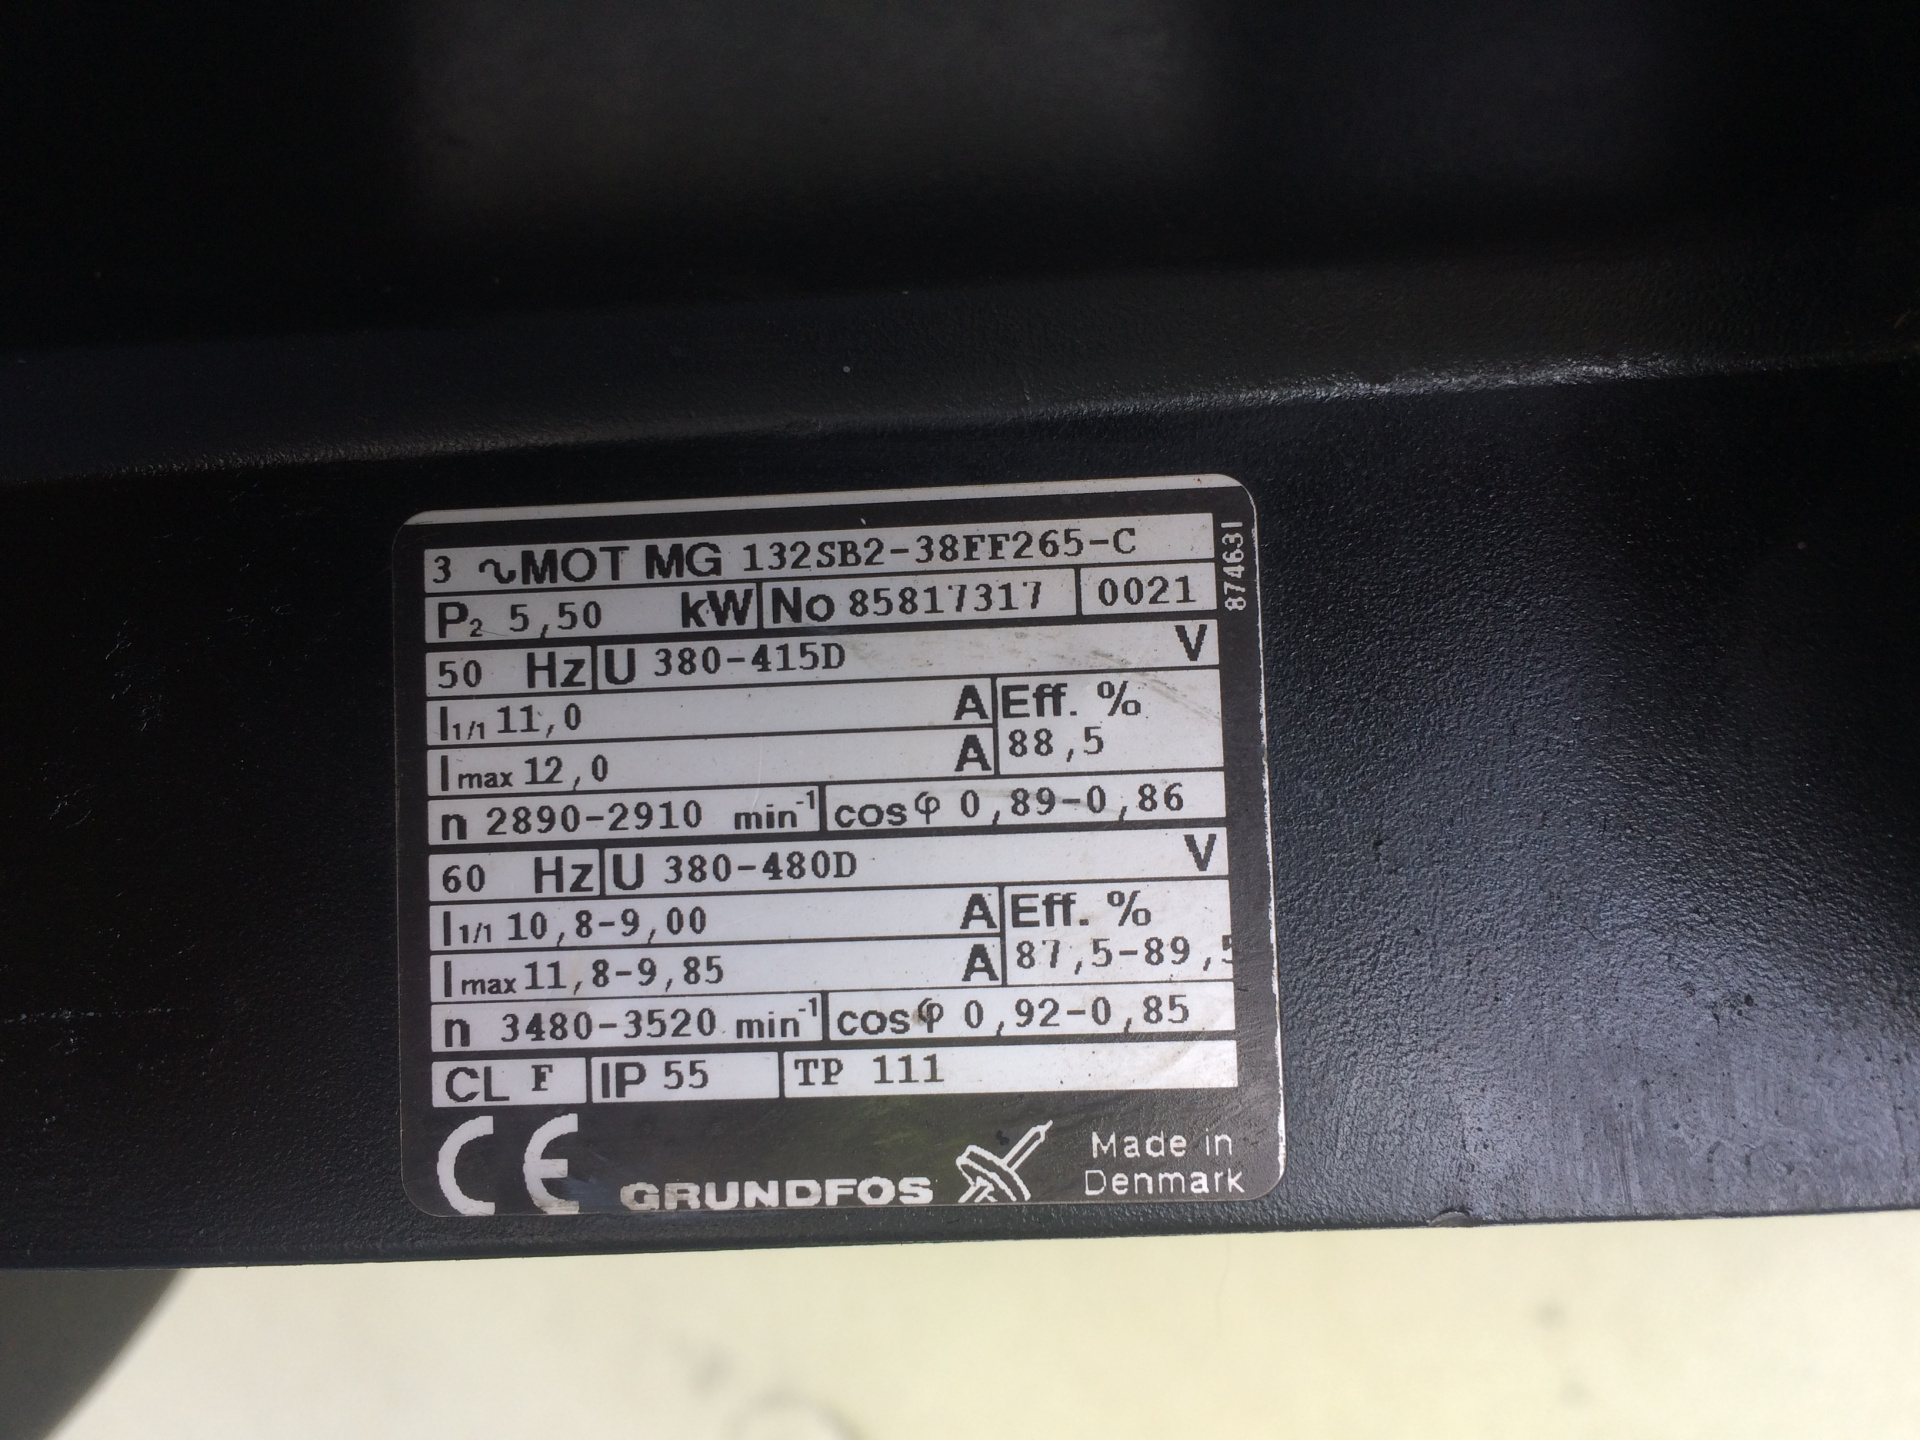 3 ∿MOT MG 132SB2-38FF265-C
P₂ 5,50 kW No 85817317 0021
50 Hz U 380-415D V
I1/1 11,0 A Eff. %
Imax 12,0 A 88,5
n 2890-2910 min⁻¹ cosφ 0,89-0,86
60 Hz U 380-480D V
I1/1 10,8-9,00 A Eff. %
Imax 11,8-9,85 A 87,5-89,5
n 3480-3520 min⁻¹ cosφ 0,92-0,85
CL F IP 55 TP 111
CE GRUNDFOS Made in
Denmark
874631